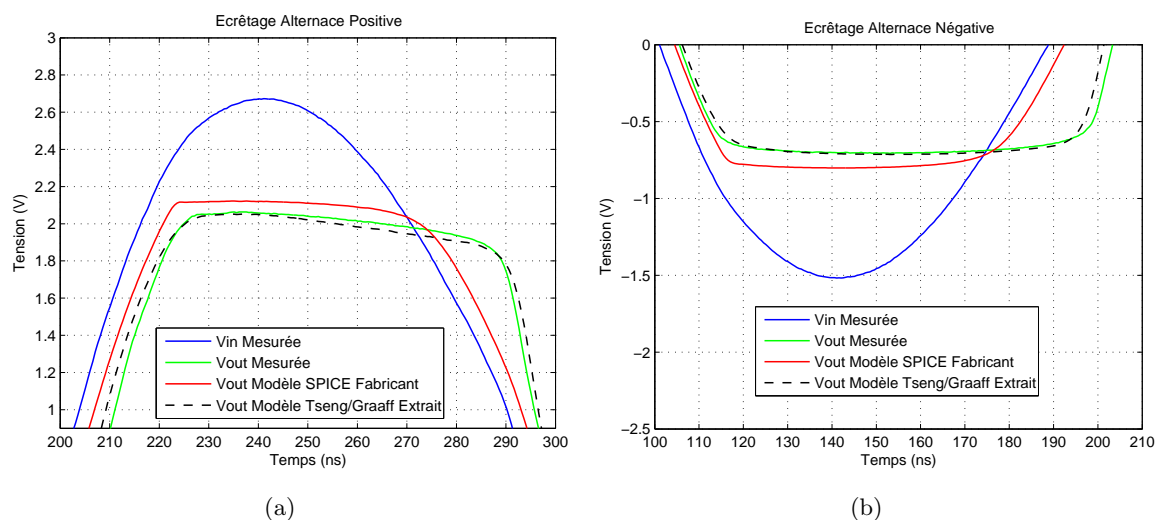 Ecrêtage Alternace Positive
3
2.8
2.6
2.4
2.2
2
1.8
1.6
1.4
1.2
1
Tension (V)
Vin Mesurée
Vout Mesurée
Vout Modèle SPICE Fabricant
Vout Modèle Tseng/Graaff Extrait
200 210 220 230 240 250 260 270 280 290 300
Temps (ns)
(a)
Ecrêtage Alternace Négative
0
−0.5
−1
−1.5
−2
−2.5
Tension (V)
Vin Mesurée
Vout Mesurée
Vout Modèle SPICE Fabricant
Vout Modèle Tseng/Graaff Extrait
100 110 120 130 140 150 160 170 180 190 200 210
Temps (ns)
(b)